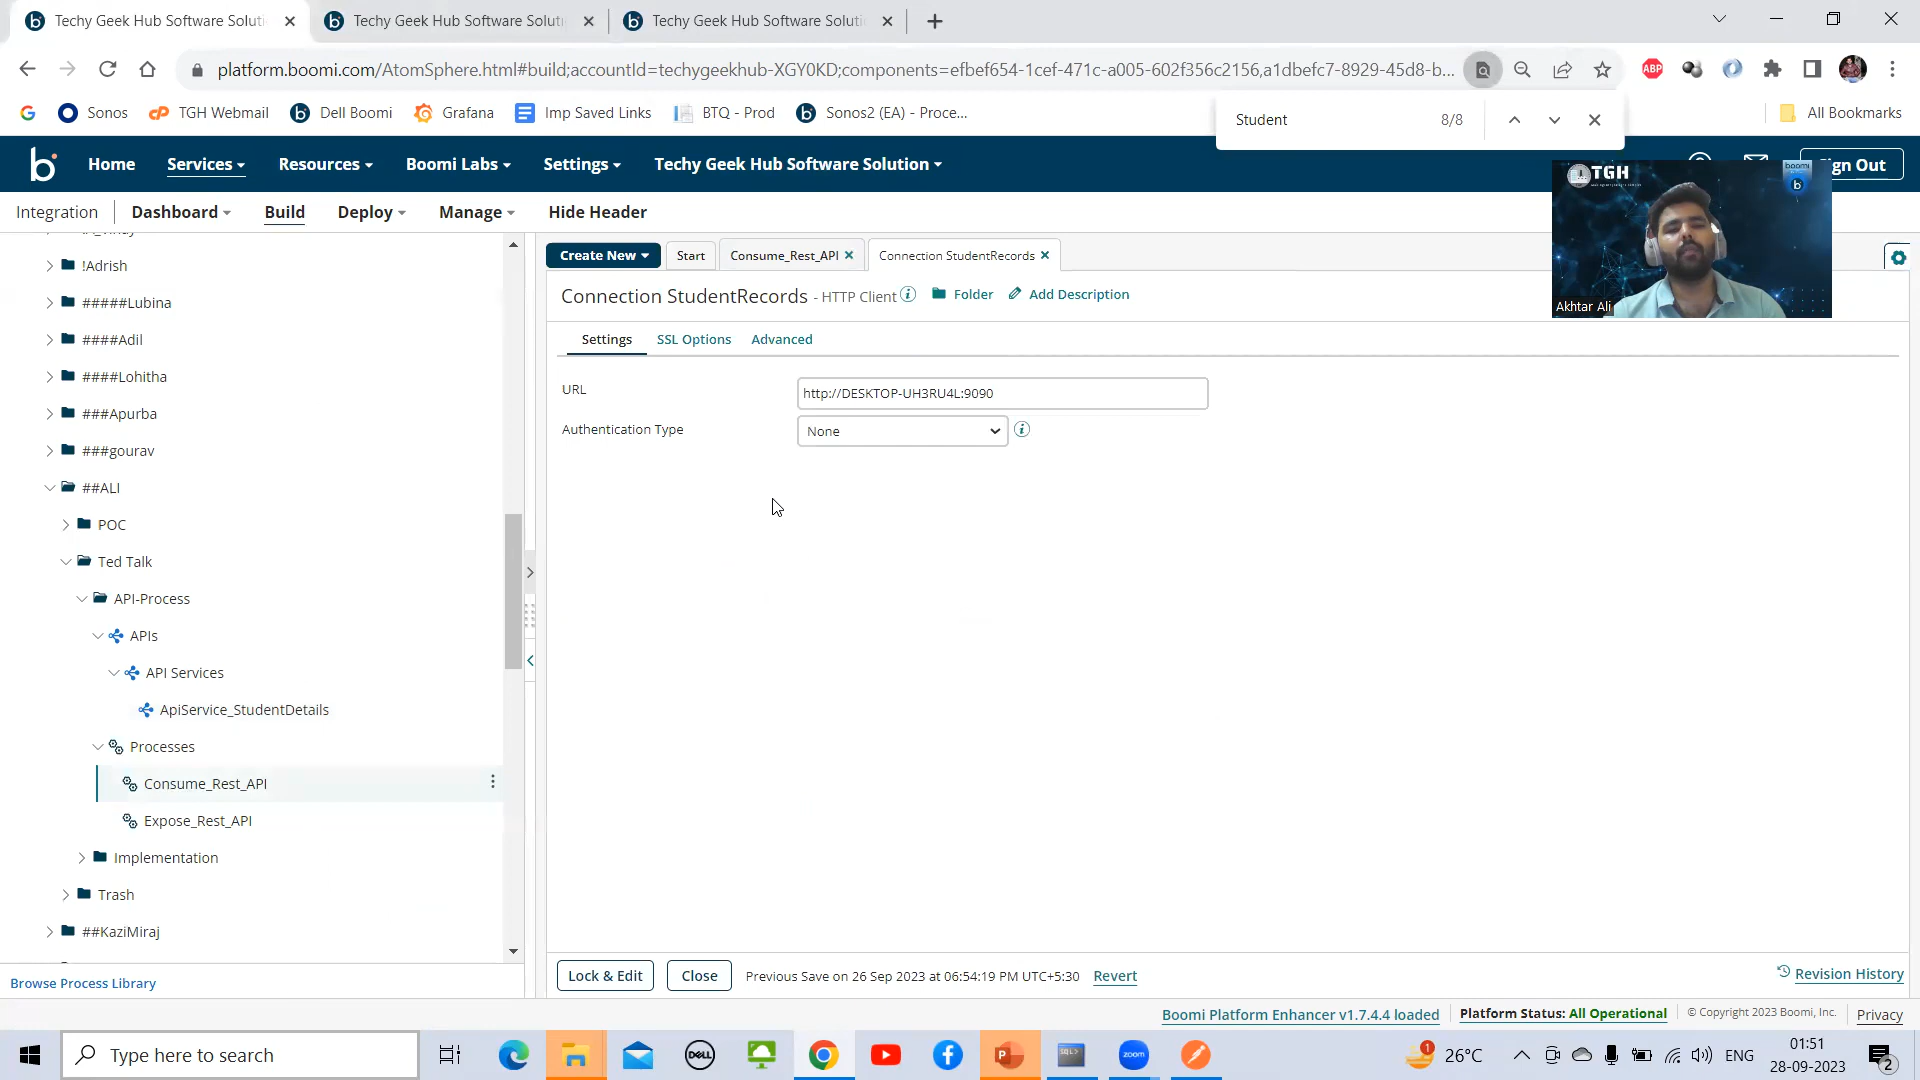 Techy Geek Hub Software Soluti
Techy Geek Hub Software Soluti
Techy Geek Hub Software Soluti
platform.boomi.com/AtomSphere.html#build;accountId=techygeekhub-XGY0KD;components=efbef654-1cef-471c-a005-602f356c2156,a1dbefc7-8929-45d8-b...
ABP
Sonos
TGH Webmail
Dell Boomi
Grafana
Imp Saved Links
BTQ - Prod
Sonos2 (EA) - Proce...
All Bookmarks
Student 8/8
Home
Services
Resources
Boomi Labs
Settings
Techy Geek Hub Software Solution
Sign Out
Integration
Dashboard
Build
Deploy
Manage
Hide Header
TGH
boomi
Akhtar Ali
!Adrish
#####Lubina
####Adil
####Lohitha
###Apurba
###gourav
##ALI
POC
Ted Talk
API-Process
APIs
API Services
ApiService_StudentDetails
Processes
Consume_Rest_API
Expose_Rest_API
Implementation
Trash
##KaziMiraj
Browse Process Library
Create New
Start
Consume_Rest_API
Connection StudentRecords
Connection StudentRecords - HTTP Client
Folder
Add Description
Settings
SSL Options
Advanced
URL
http://DESKTOP-UH3RU4L:9090
Authentication Type
None
Lock & Edit
Close
Previous Save on 26 Sep 2023 at 06:54:19 PM UTC+5:30
Revert
Revision History
Boomi Platform Enhancer v1.7.4.4 loaded
Platform Status: All Operational
© Copyright 2023 Boomi, Inc.
Privacy
Type here to search
DELL
SQL>
zoom
1
26°C
ENG
01:51
28-09-2023
2